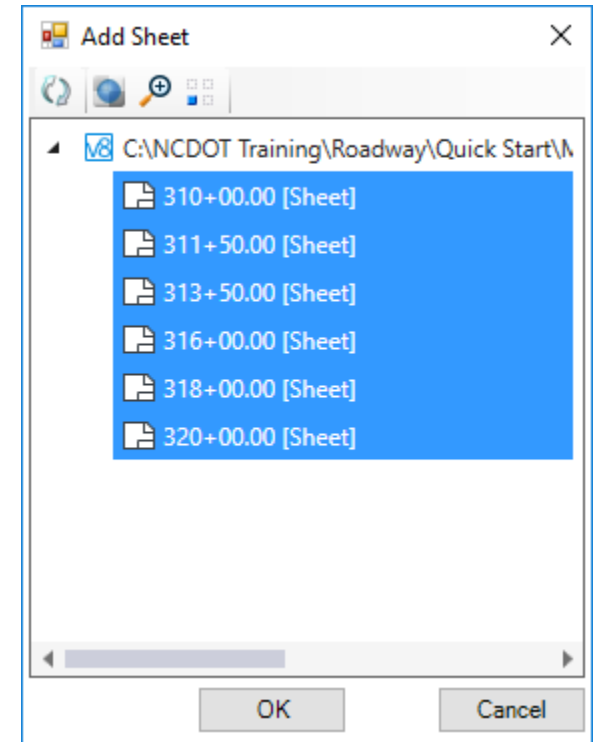 Add Sheet
V8 C:\NCDOT Training\Roadway\Quick Start\
310+00.00 [Sheet]
311+50.00 [Sheet]
313+50.00 [Sheet]
316+00.00 [Sheet]
318+00.00 [Sheet]
320+00.00 [Sheet]
OK Cancel